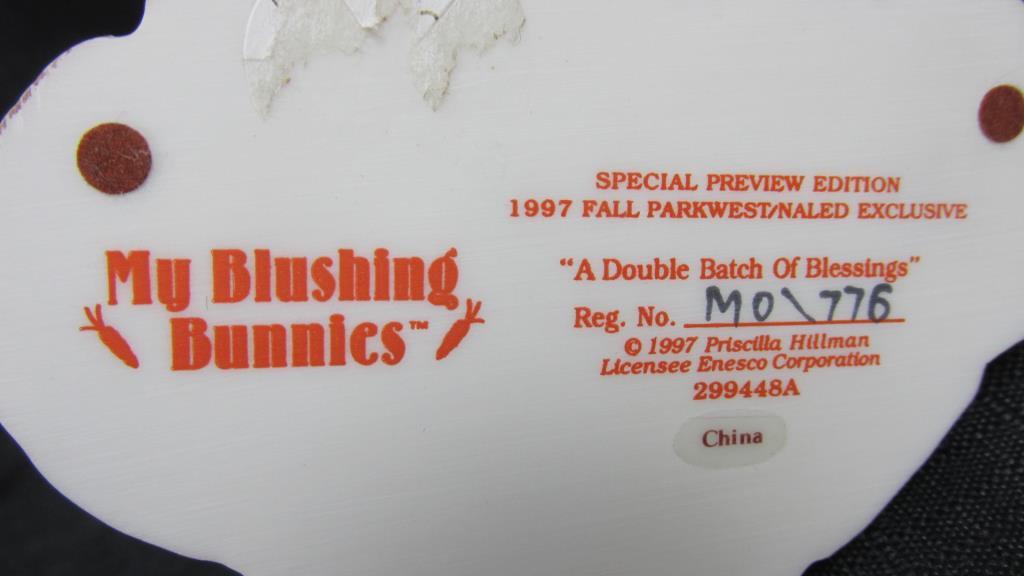 SPECIAL PREVIEW EDITION
1997 FALL PARKWEST/NALED EXCLUSIVE
My Blushing
Bunnies™
"A Double Batch Of Blessings"
Reg. No. MO\776
© 1997 Priscilla Hillman
Licensee Enesco Corporation
299448A
China